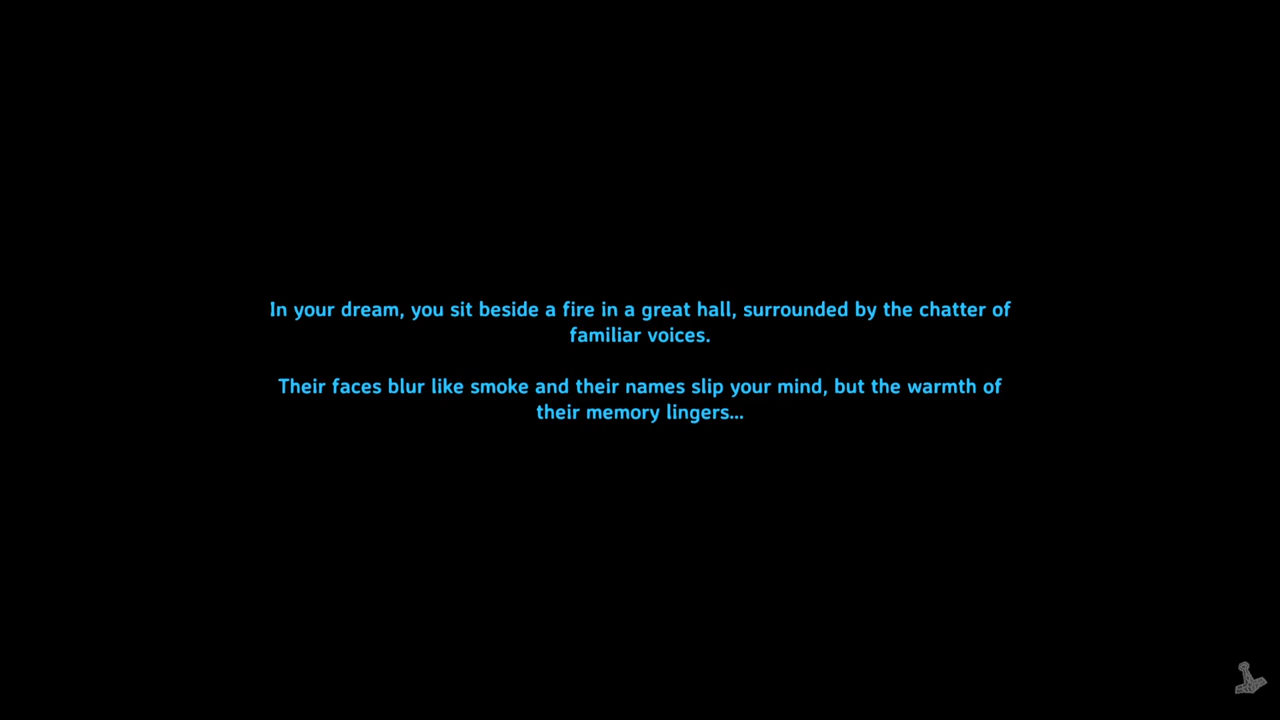 In your dream, you sit beside a fire in a great hall, surrounded by the chatter of
familiar voices.
Their faces blur like smoke and their names slip your mind, but the warmth of
their memory lingers...